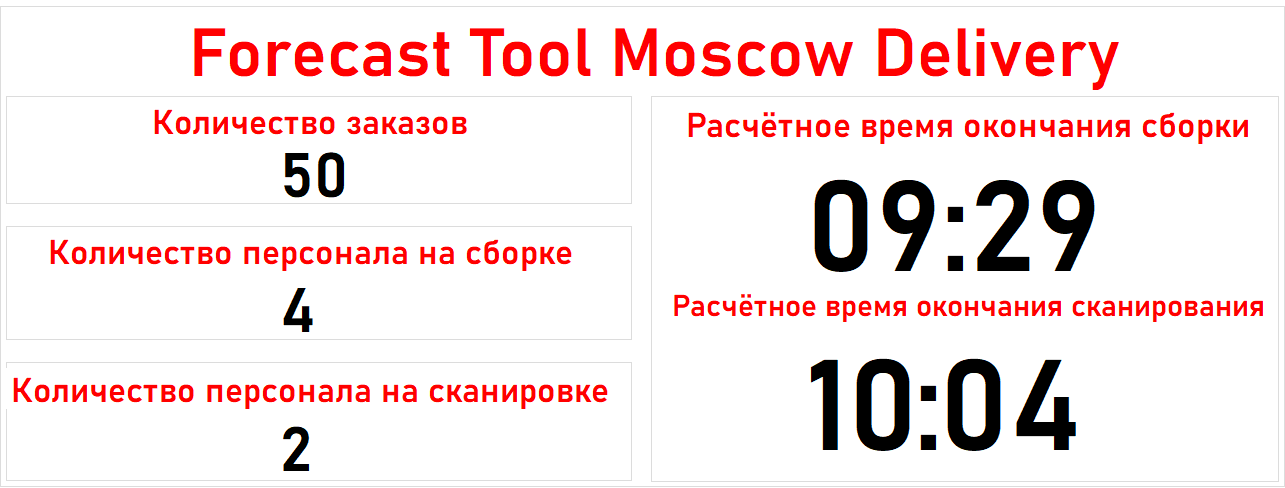 Forecast Tool Moscow Delivery
Количество заказов
50
Количество персонала на сборке
4
Количество персонала на сканировке
2
Расчётное время окончания сборки
09:29
Расчётное время окончания сканирования
10:04